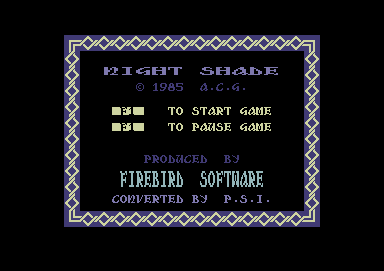 NIGHT SHADE
© 1985 A.C.G.
TO START GAME
TO PAUSE GAME
PRODUCED BY
FIREBIRD SOFTWARE
CONVERTED BY P.S.I.